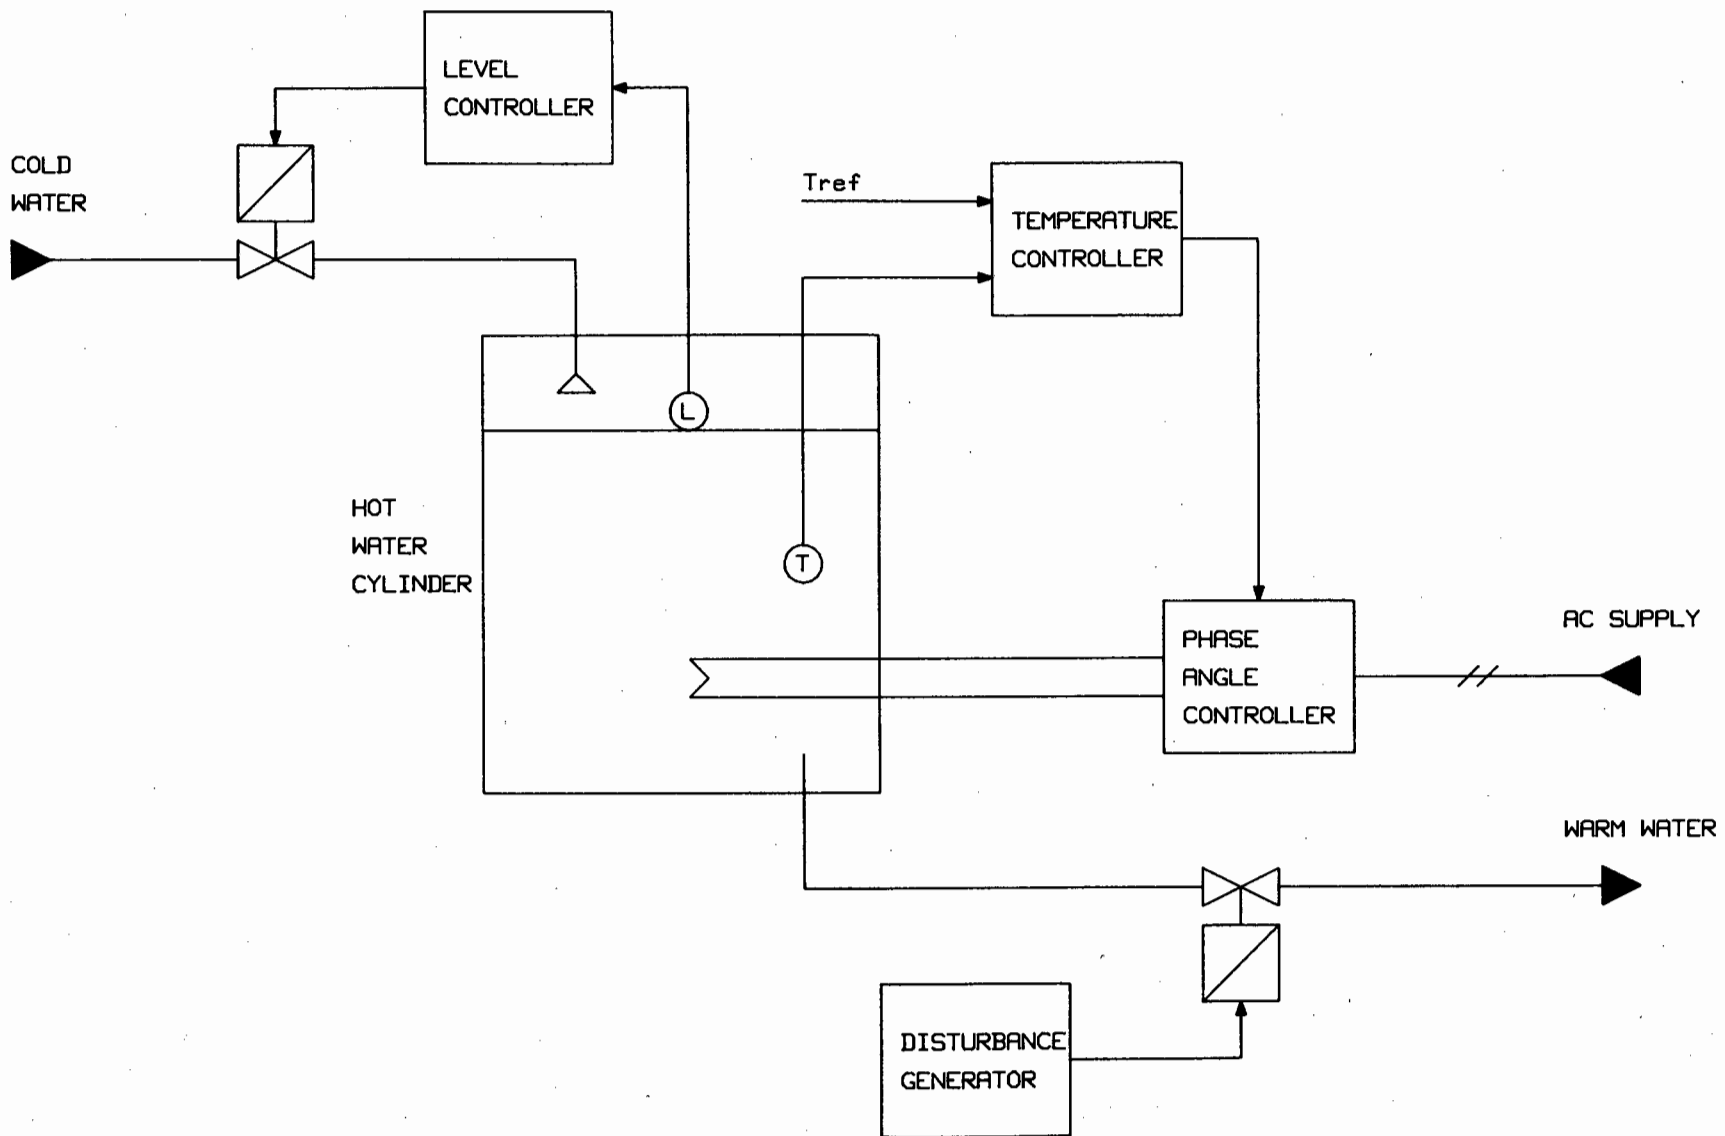 LEVEL
CONTROLLER
COLD
WATER
Tref
TEMPERATURE
CONTROLLER
L
HOT
WATER
CYLINDER
T
PHASE
ANGLE
CONTROLLER
AC SUPPLY
WARM WATER
DISTURBANCE
GENERATOR